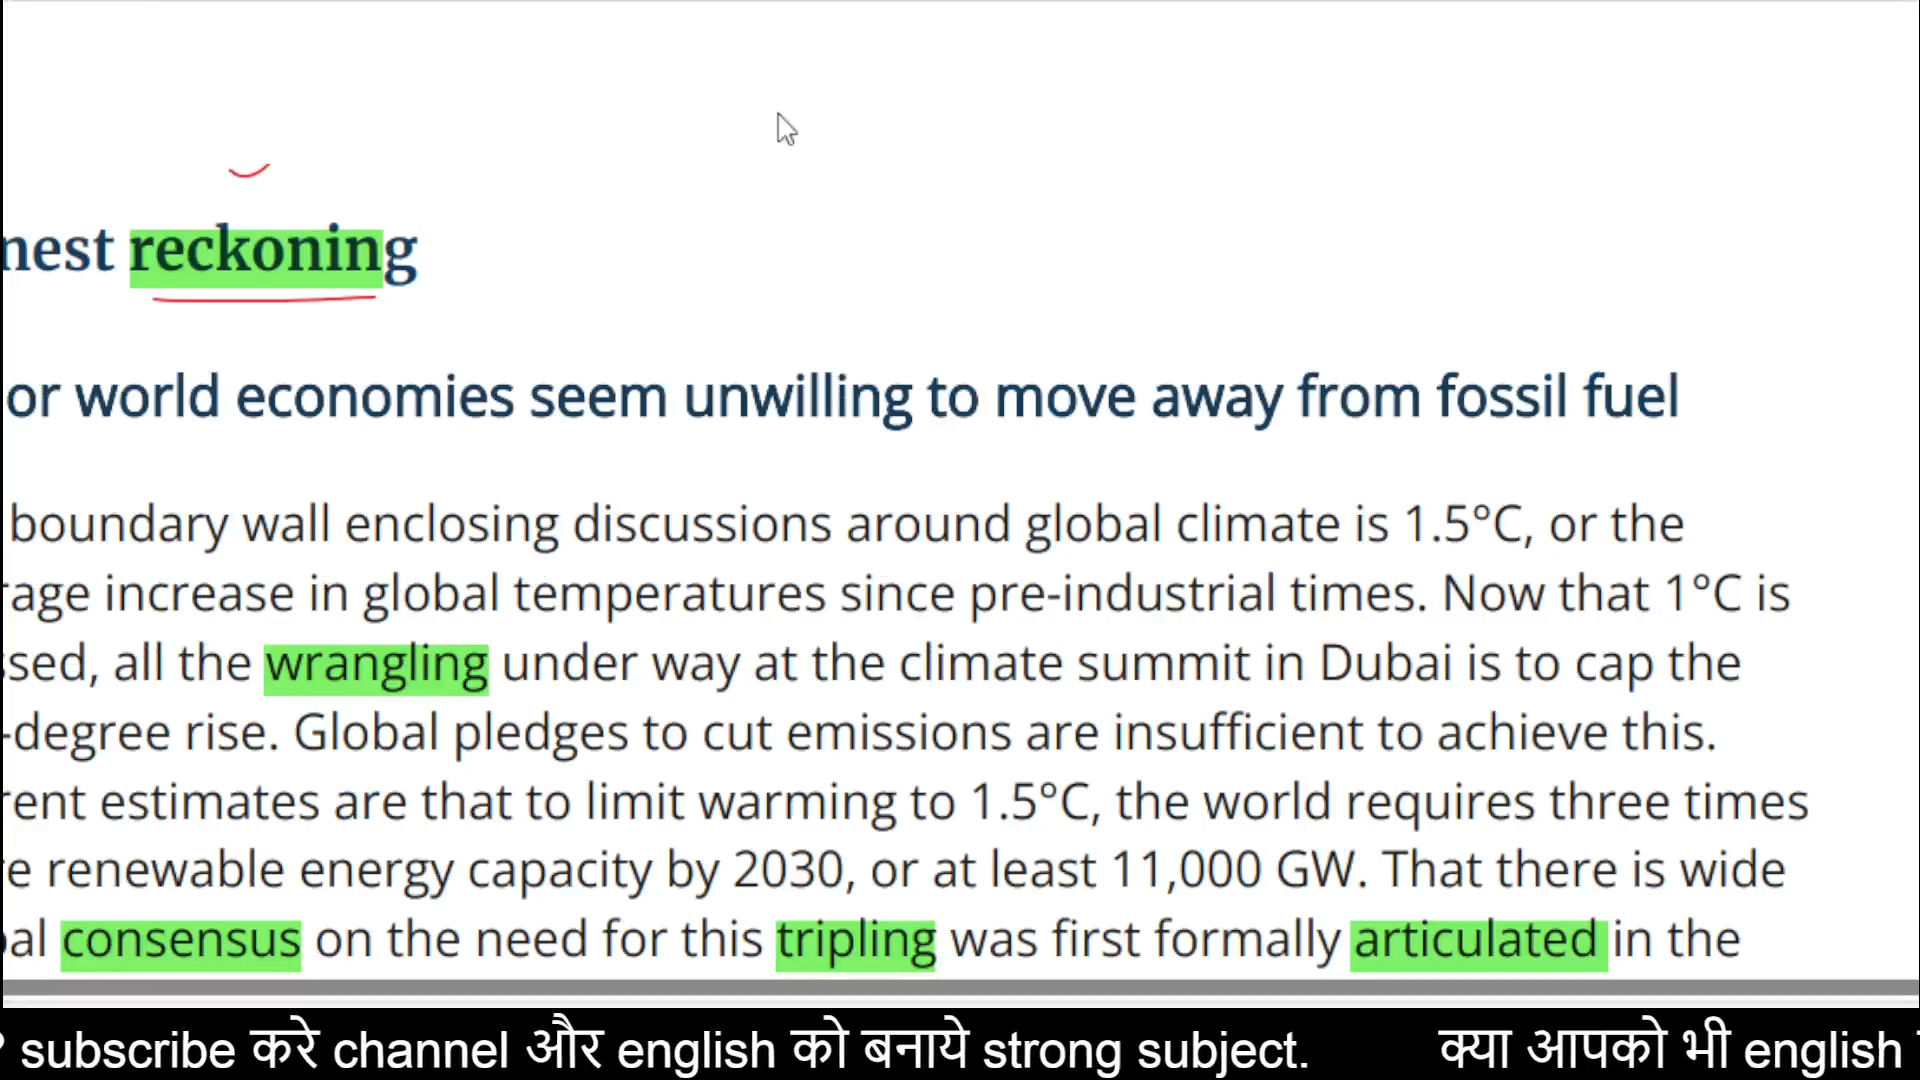 nest reckoning
or world economies seem unwilling to move away from fossil fuel
boundary wall enclosing discussions around global climate is 1.5°C, or the
rage increase in global temperatures since pre-industrial times. Now that 1°C is
ssed, all the wrangling under way at the climate summit in Dubai is to cap the
-degree rise. Global pledges to cut emissions are insufficient to achieve this.
rent estimates are that to limit warming to 1.5°C, the world requires three times
e renewable energy capacity by 2030, or at least 11,000 GW. That there is wide
al consensus on the need for this tripling was first formally articulated in the
? subscribe करे channel और english को बनाये strong subject. क्या आपको भी english